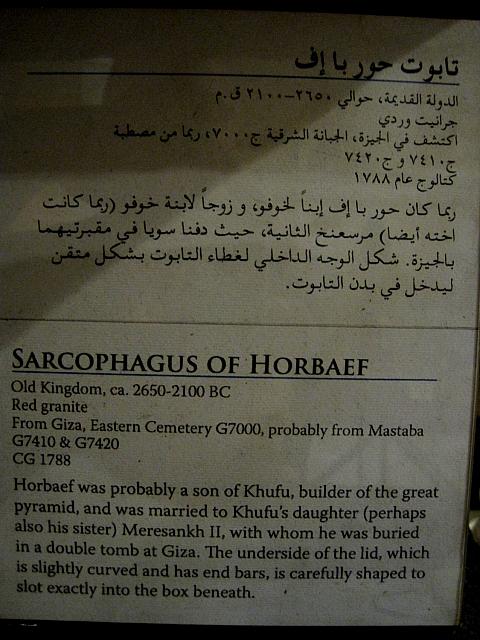 تابوت حور با إف
الدولة القديمة، حوالي ٢٦٥٠–٢١٠٠ ق.م
جرانيت وردي
اكتشف في الجيزة، الجبانة الشرقية ج٧٠٠٠، ربما من مصطبة
ج٧٤١٠ و ج٧٤٢٠
كتالوج عام ١٧٨٨
ربما كان حور با إف إبناً لخوفو، و زوجاً لابنة خوفو (ربما كانت
اخته أيضا) مرسعنخ الثانية، حيث دفنا سويا في مقبرتيهما
بالجيزة. شكل الوجه الداخلي لغطاء التابوت بشكل متقن
ليدخل في بدن التابوت.
SARCOPHAGUS OF HORBAEF
Old Kingdom, ca. 2650-2100 BC
Red granite
From Giza, Eastern Cemetery G7000, probably from Mastaba
G7410 & G7420
CG 1788
Horbaef was probably a son of Khufu, builder of the great
pyramid, and was married to Khufu's daughter (perhaps
also his sister) Meresankh II, with whom he was buried
in a double tomb at Giza. The underside of the lid, which
is slightly curved and has end bars, is carefully shaped to
slot exactly into the box beneath.